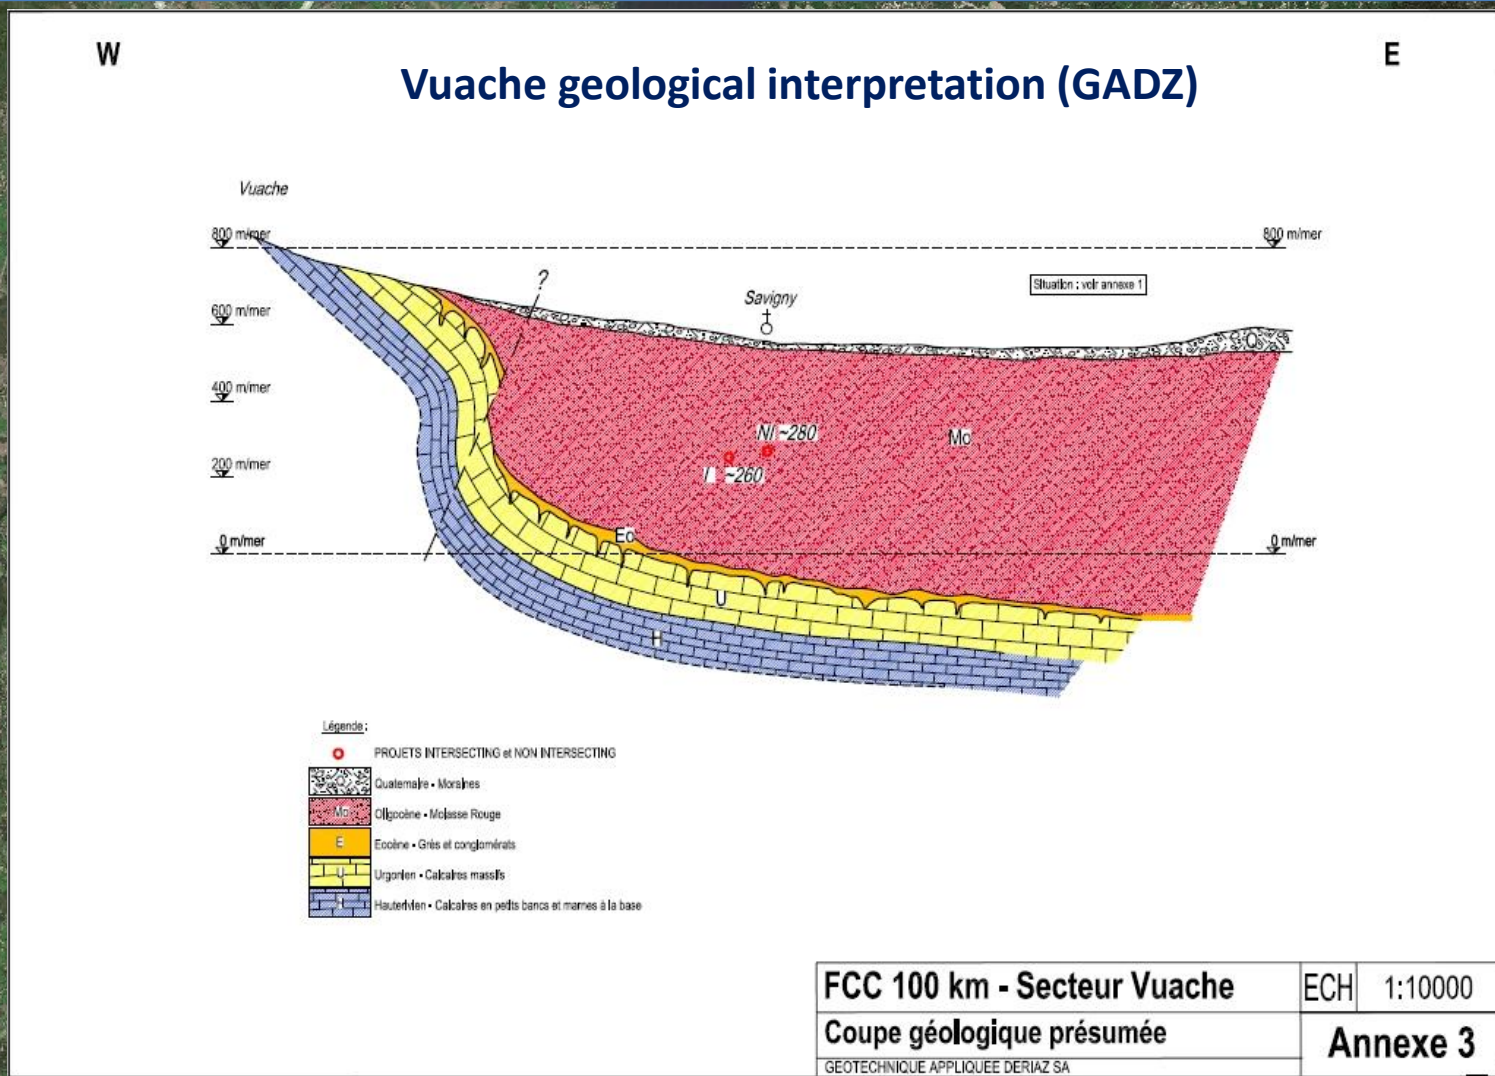 W
E
Vuache geological interpretation (GADZ)
Vuache
800 m/mer
800 m/mer
?
Situation : voir annexe 1
Savigny
600 m/mer
Q
400 m/mer
NI ~280
Mo
200 m/mer
I ~260
Eo
0 m/mer
0 m/mer
U
H
Légende :
PROJETS INTERSECTING et NON INTERSECTING
Q
Quaternaire - Moraines
Mo
Oligocène - Molasse Rouge
E
Eocène - Grès et conglomérats
U
Urgonien - Calcaires massifs
H
Hauterivien - Calcaires en petits bancs et marnes à la base
FCC 100 km - Secteur Vuache
ECH
1:10000
Coupe géologique présumée
Annexe 3
GEOTECHNIQUE APPLIQUEE DERIAZ SA